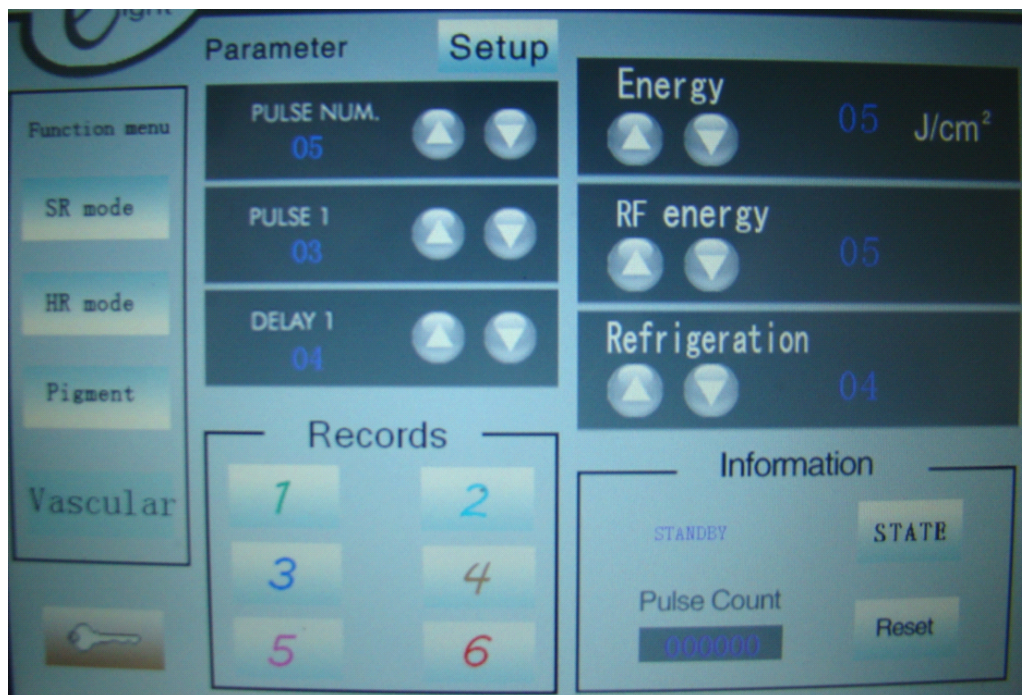 Parameter
Setup
Function menu
SR mode
HR mode
Pigment
Vascular
PULSE NUM.
05
PULSE 1
03
DELAY 1
04
Energy
05 J/cm²
RF energy
05
Refrigeration
04
Records
1 2
3 4
5 6
Information
STANDBY
STATE
Pulse Count
000000
Reset